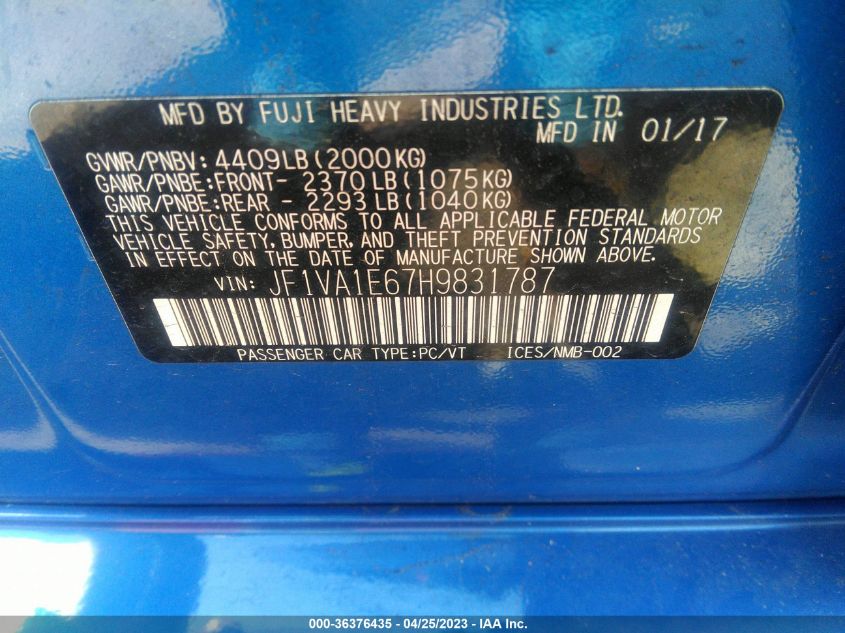 MFD BY FUJI HEAVY INDUSTRIES LTD.
MFD IN 01/17
GVWR/PNBV: 4409LB(2000KG)
GAWR/PNBE:FRONT- 2370LB(1075KG)
GAWR/PNBE:REAR - 2293LB(1040KG)
THIS VEHICLE CONFORMS TO ALL APPLICABLE FEDERAL MOTOR
VEHICLE SAFETY, BUMPER, AND THEFT PREVENTION STANDARDS
IN EFFECT ON THE DATE OF MANUFACTURE SHOWN ABOVE.
VIN: JF1VA1E67H9831787
PASSENGER CAR TYPE:PC/VT ICES/NMB-002
000-36376435 - 04/25/2023 - IAA Inc.